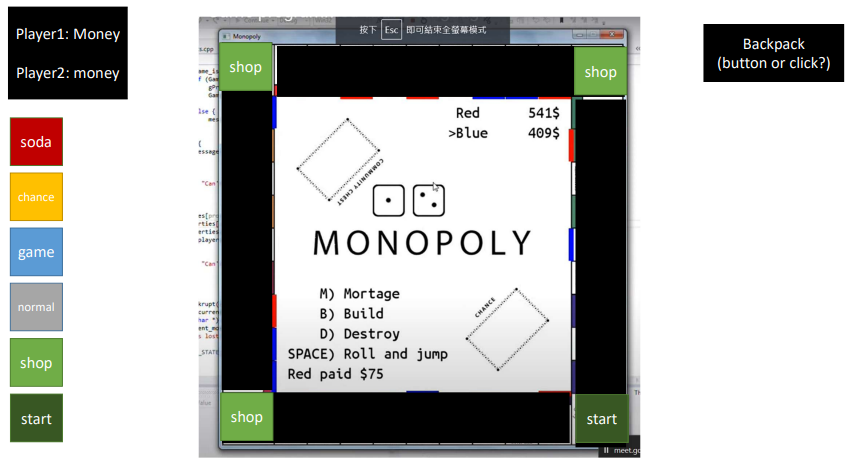 Player1: Money
Player2: money
soda
chance
game
normal
shop
start
按下 Esc 即可結束全螢幕模式
Monopoly
shop
shop
Red 541$
>Blue 409$
COMMUNITY CHEST
MONOPOLY
M) Mortage
B) Build
D) Destroy
SPACE) Roll and jump
Red paid $75
CHANCE
shop
start
Backpack
(button or click?)